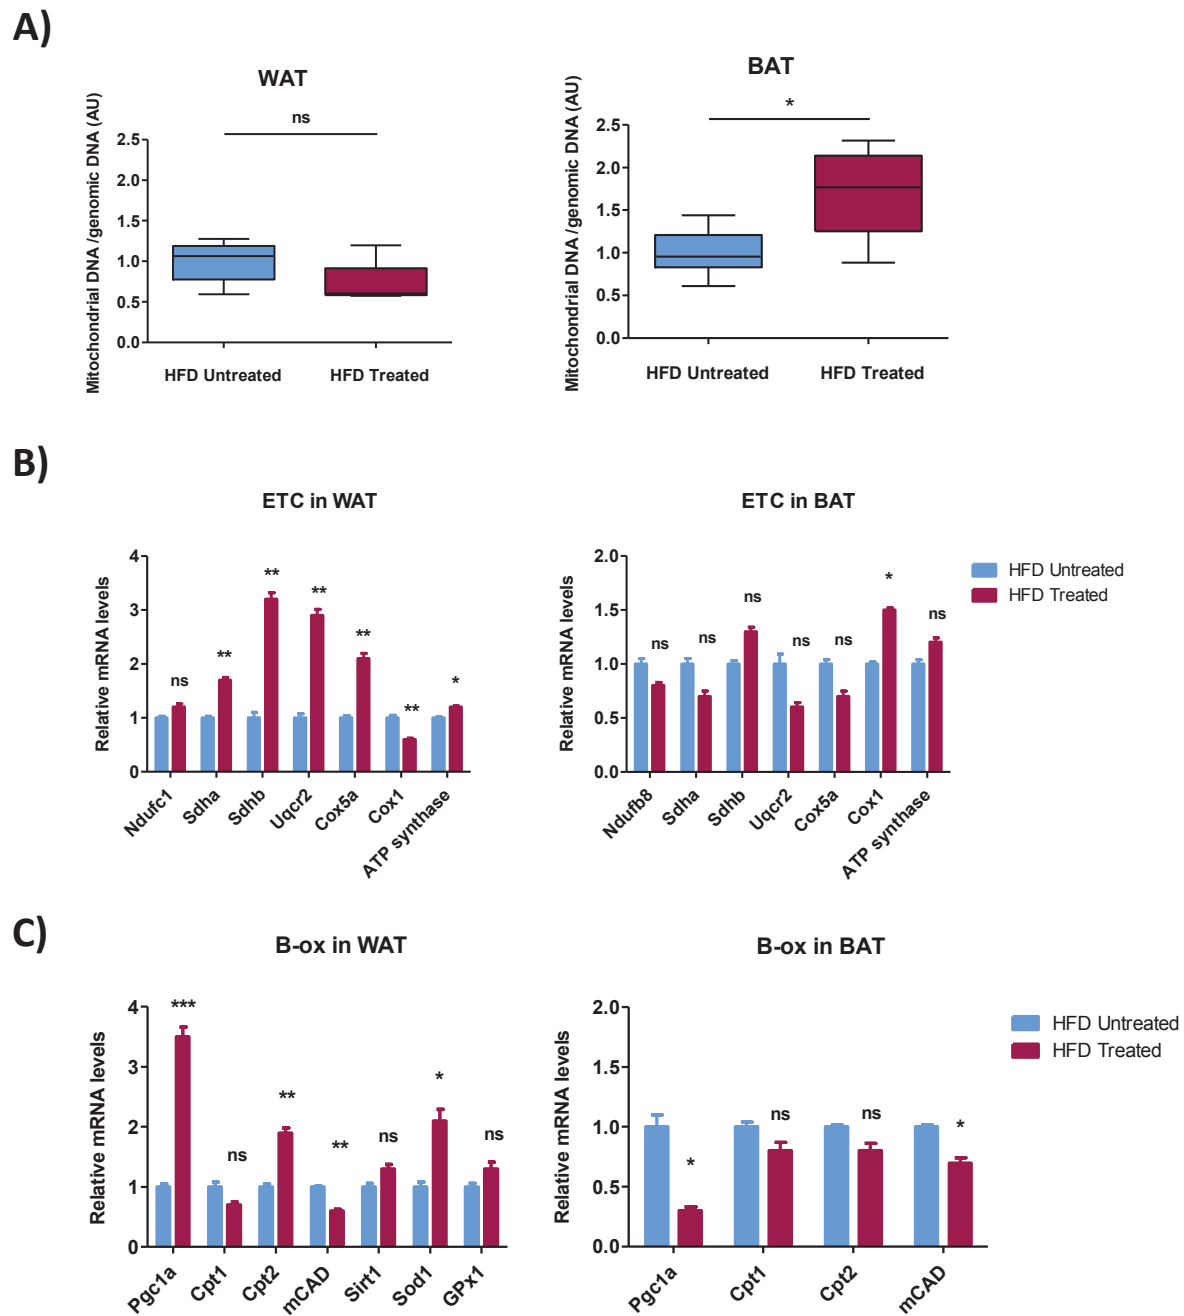 A)
WAT
BAT
Mitochondrial DNA /genomic DNA (AU)
2.5
2.0
1.5
1.0
0.5
0.0
ns
HFD Untreated
HFD Treated
Mitochondrial DNA /genomic DNA (AU)
2.5
2.0
1.5
1.0
0.5
0.0
*
HFD Untreated
HFD Treated
B)
ETC in WAT
Relative mRNA levels
4
3
2
1
0
ns
**
**
**
**
**
*
Ndufc1
Sdha
Sdhb
Uqcr2
Cox5a
Cox1
ATP synthase
ETC in BAT
Relative mRNA levels
2.0
1.5
1.0
0.5
0.0
ns
ns
ns
ns
ns
*
ns
Ndufb8
Sdha
Sdhb
Uqcr2
Cox5a
Cox1
ATP synthase
HFD Untreated
HFD Treated
C)
B-ox in WAT
Relative mRNA levels
4
3
2
1
0
***
ns
**
**
ns
*
ns
Pgc1a
Cpt1
Cpt2
mCAD
Sirt1
Sod1
GPx1
B-ox in BAT
Relative mRNA levels
2.0
1.5
1.0
0.5
0.0
*
ns
ns
*
Pgc1a
Cpt1
Cpt2
mCAD
HFD Untreated
HFD Treated